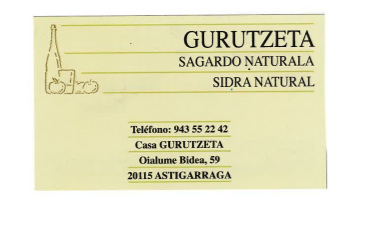 GURUTZETA
SAGARDO NATURALA
SIDRA NATURAL
Teléfono: 943 55 22 42
Casa GURUTZETA
Oialume Bidea, 59
20115 ASTIGARRAGA